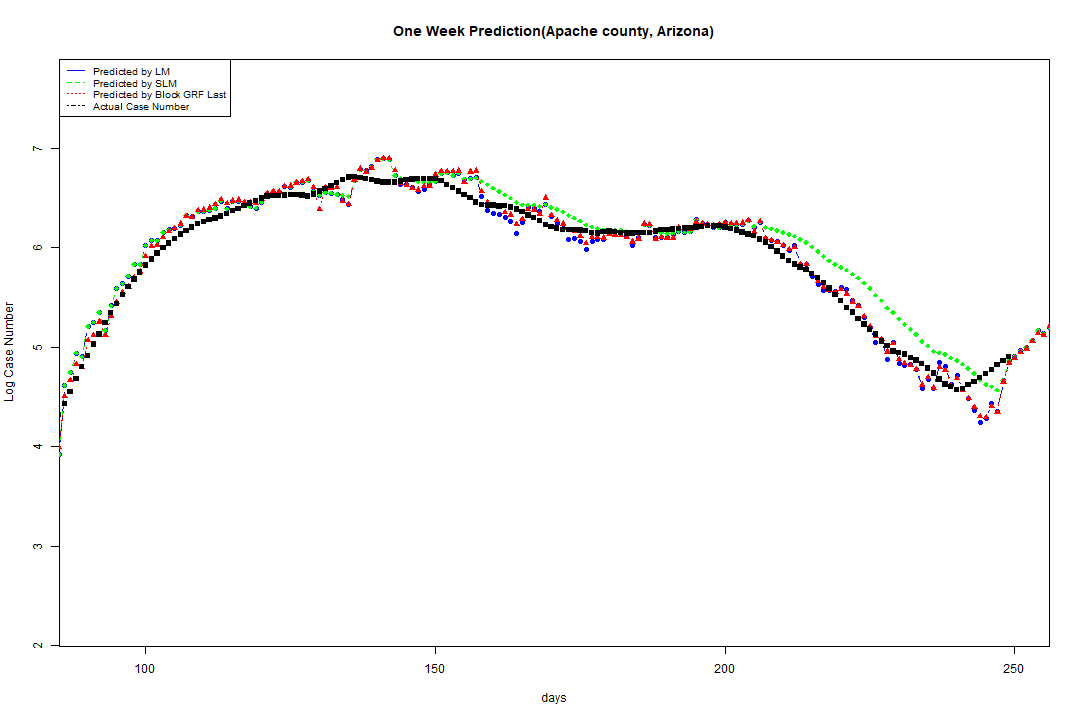 One Week Prediction(Apache county, Arizona)
Predicted by LM
Predicted by SLM
Predicted by Block GRF Last
Actual Case Number
7
6
5
4
3
2
Log Case Number
100 150 200 250
days